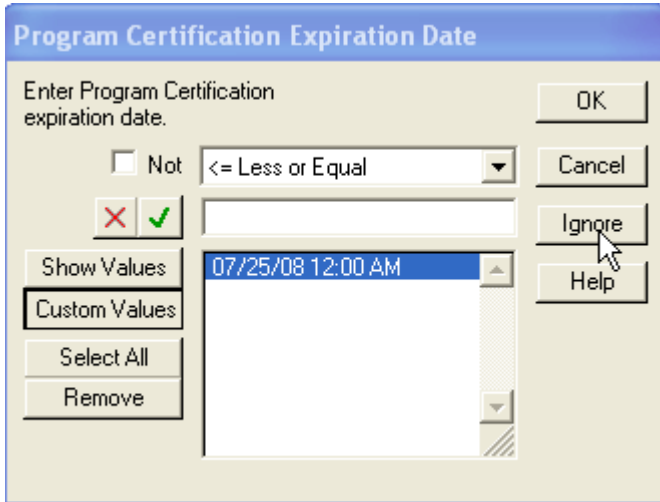 Program Certification Expiration Date
Enter Program Certification
expiration date.
OK
Not
<= Less or Equal
Cancel
Ignore
Show Values
07/25/08 12:00 AM
Help
Custom Values
Select All
Remove